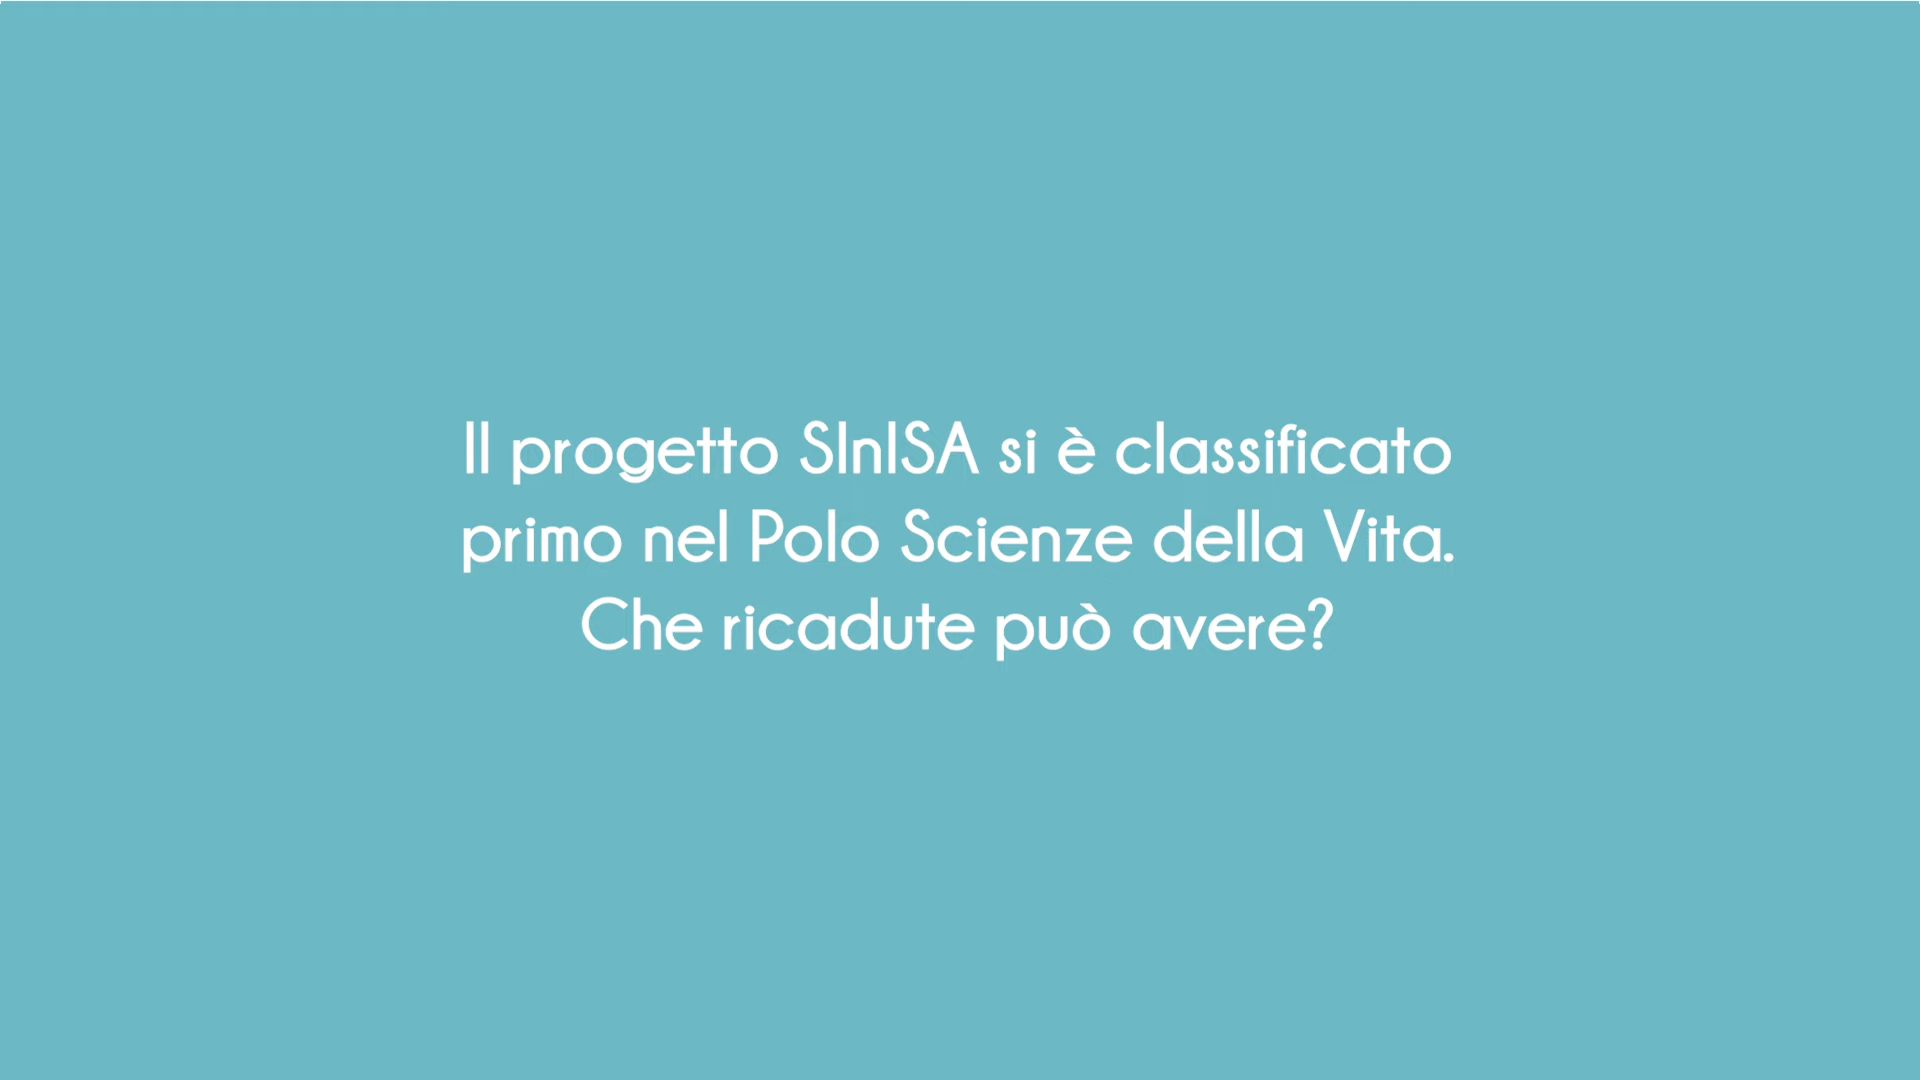 Il progetto SInISA si è classificato
primo nel Polo Scienze della Vita.
Che ricadute può avere?